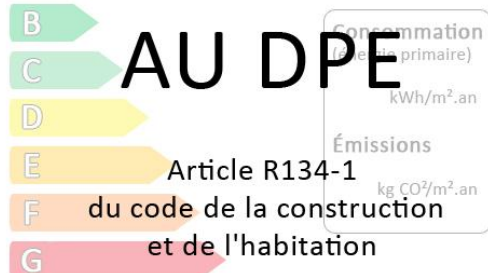 B
Consommation
AU DPE
(énergie primaire)
C
kWh/m².an
D
Émissions
E
Article R134-1
kg CO²/m².an
F
du code de la construction
et de l'habitation
G